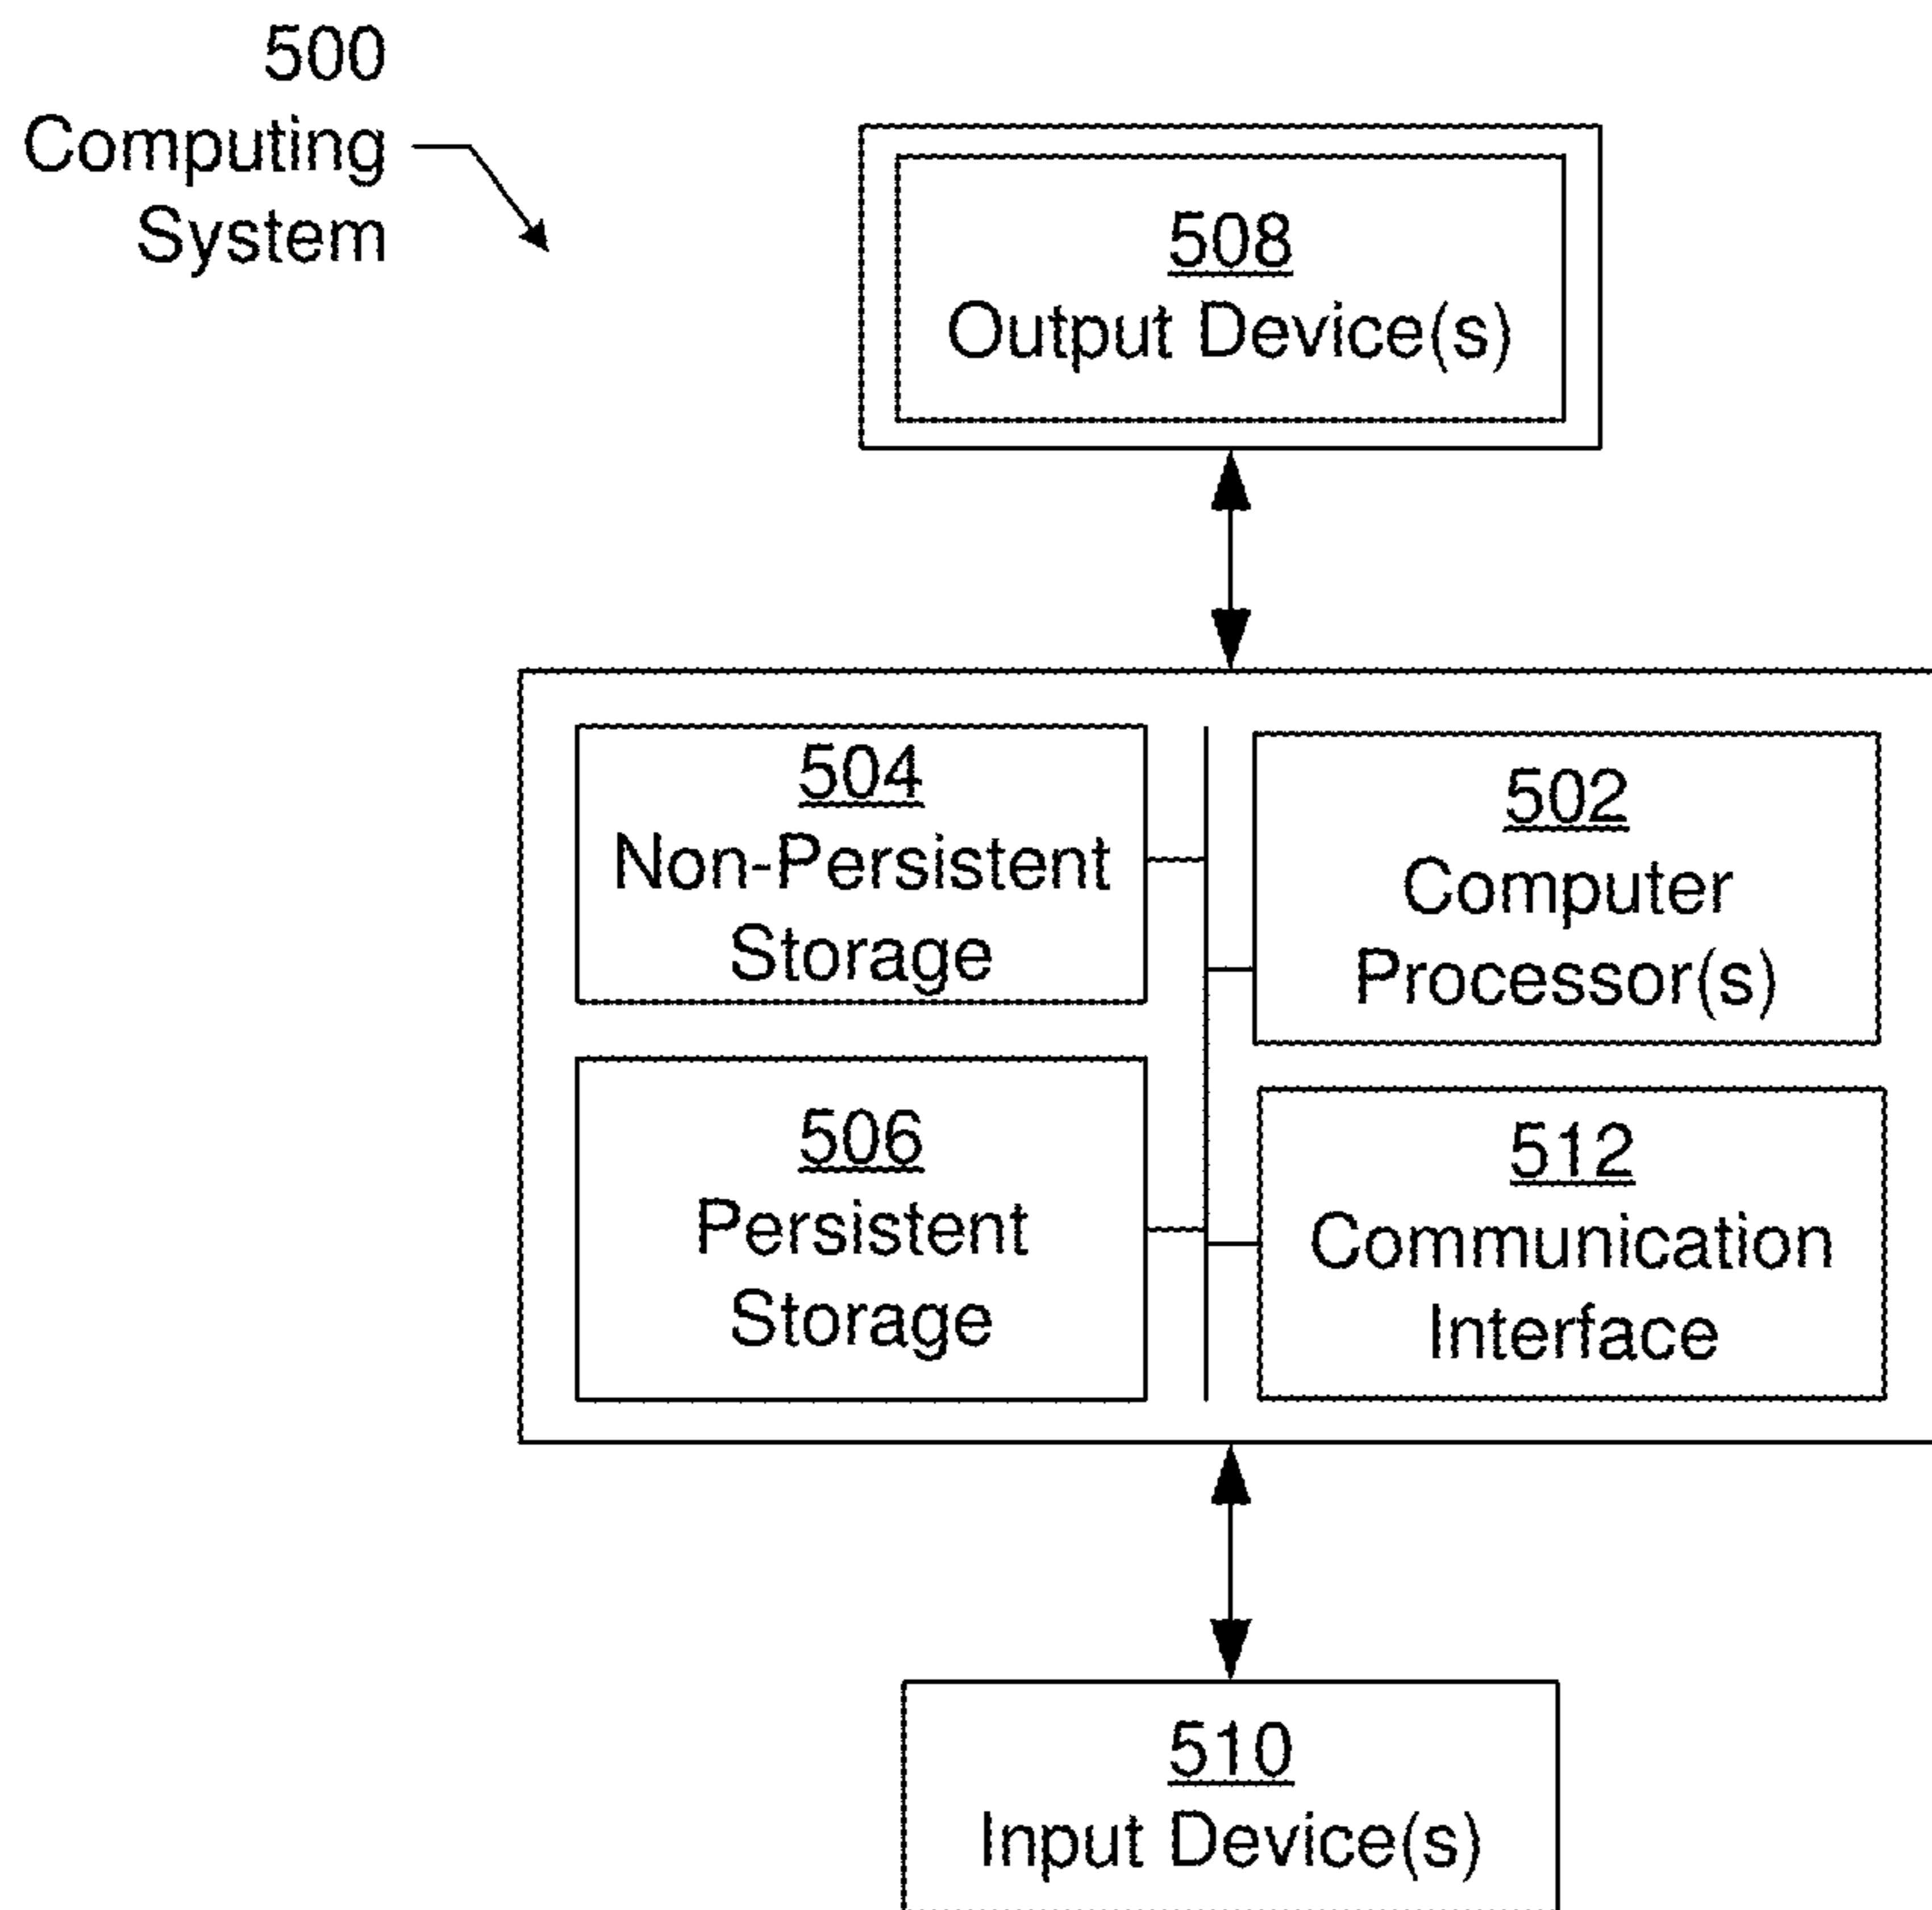 500
Computing
System
508
Output Device(s)
504
Non-Persistent
Storage
502
Computer
Processor(s)
506
Persistent
Storage
512
Communication
Interface
510
Input Device(s)